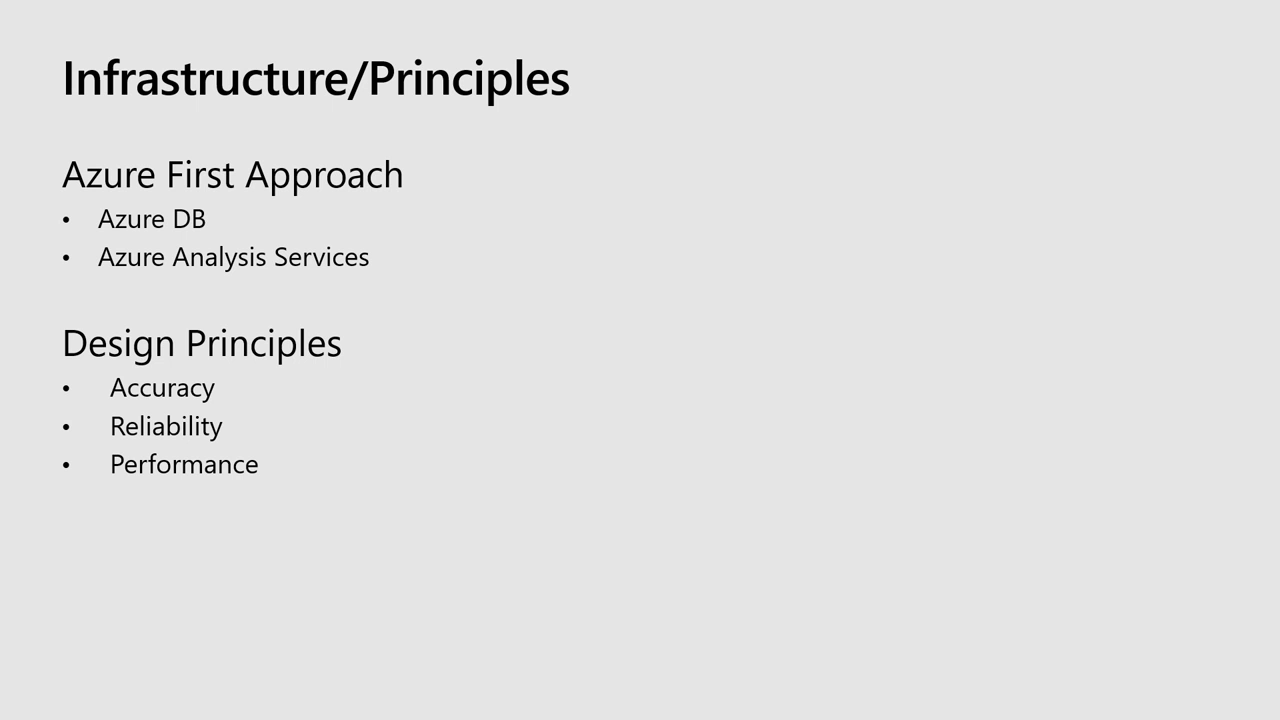 Infrastructure/Principles
Azure First Approach
• Azure DB
• Azure Analysis Services
Design Principles
• Accuracy
• Reliability
• Performance